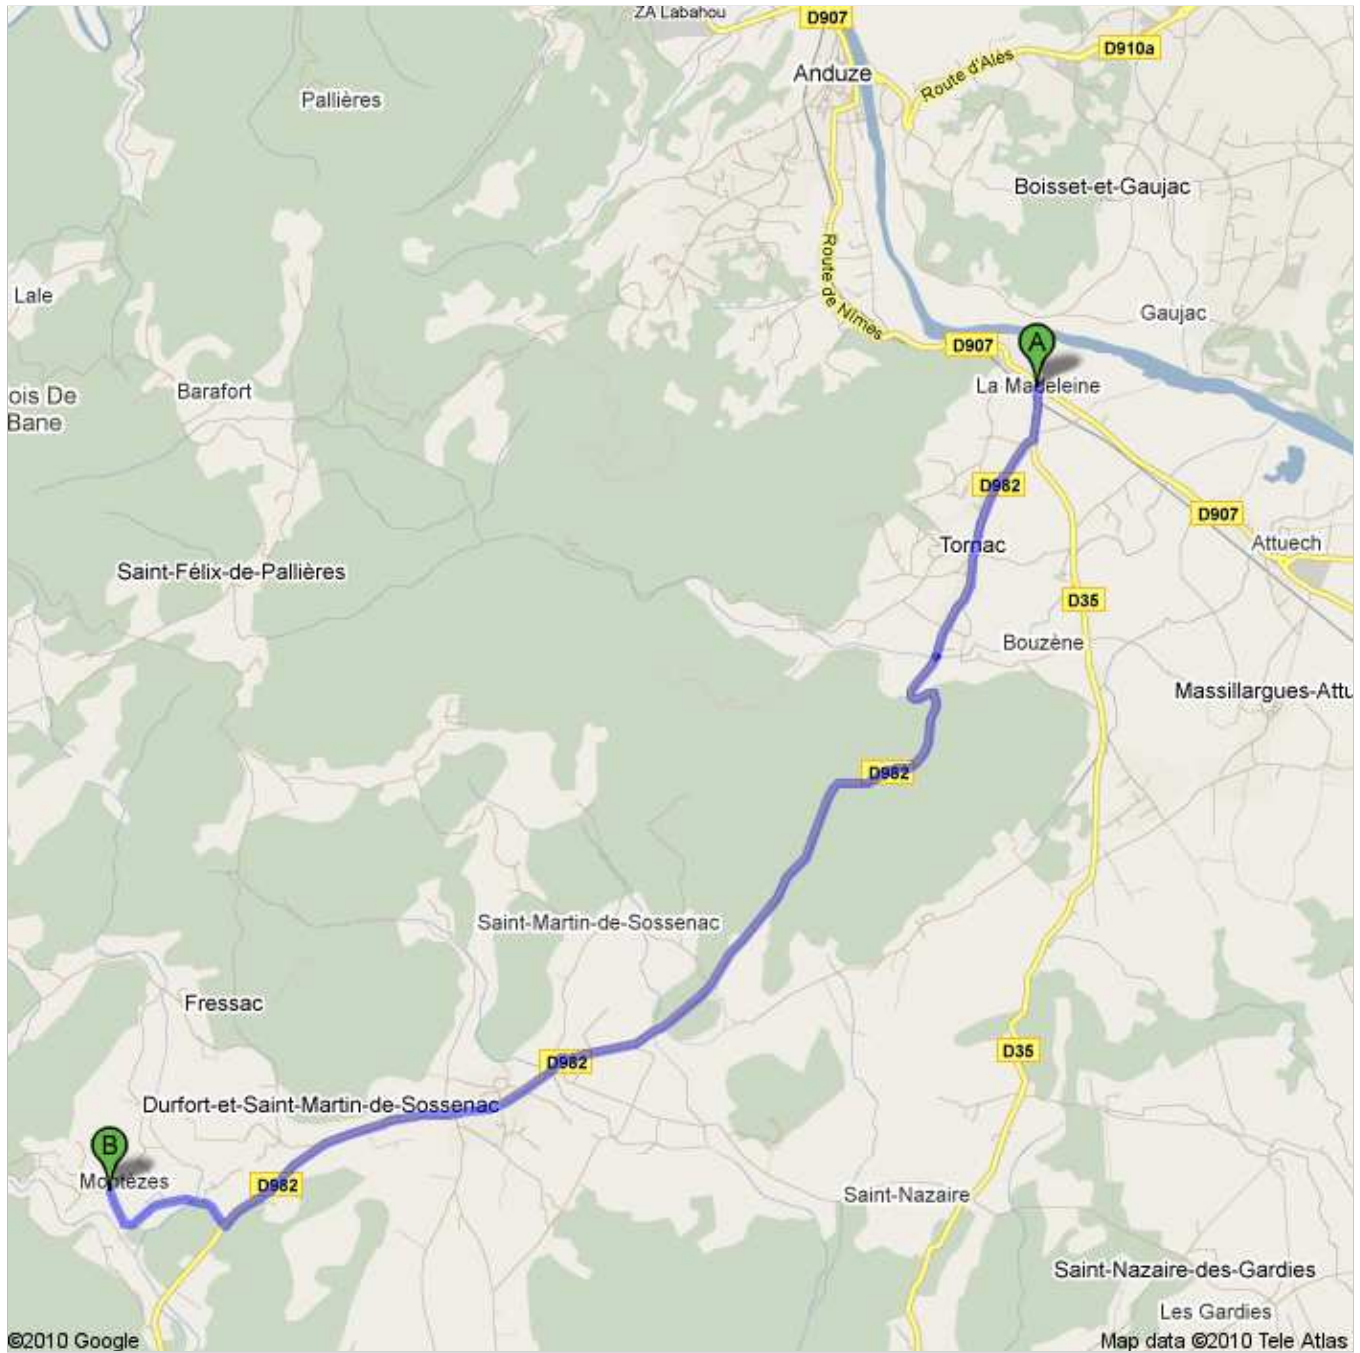 ZA Labahou
D907
D910a
Route d'Alès
Anduze
Pallières
Boisset-et-Gaujac
Route de Nîmes
Lale
Gaujac
D907
A
La Madeleine
Barafort
ois De
Bane
D982
D907
Tornac
Attuech
Saint-Félix-de-Pallières
D35
Bouzène
Massillargues-Attu
D982
Saint-Martin-de-Sossenac
Fressac
D35
D982
Durfort-et-Saint-Martin-de-Sossenac
B
Montèzes
D982
Saint-Nazaire
Saint-Nazaire-des-Gardies
Les Gardies
©2010 Google
Map data ©2010 Tele Atlas